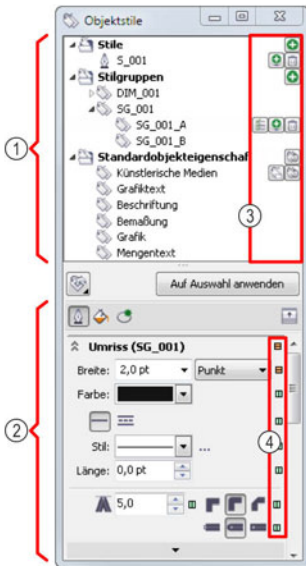 Objektstile
Stile
S_001
Stilgruppen
DIM_001
SG_001
SG_001_A
SG_001_B
Standardobjekteigenschaf
Künstlerische Medien
Grafiktext
Beschriftung
Bemaßung
Grafik
Mengentext
1
3
Auf Auswahl anwenden
Umriss (SG_001)
Breite: 2,0 pt Punkt
Farbe:
2
4
Stil: ...
Länge: 0,0 pt
5,0